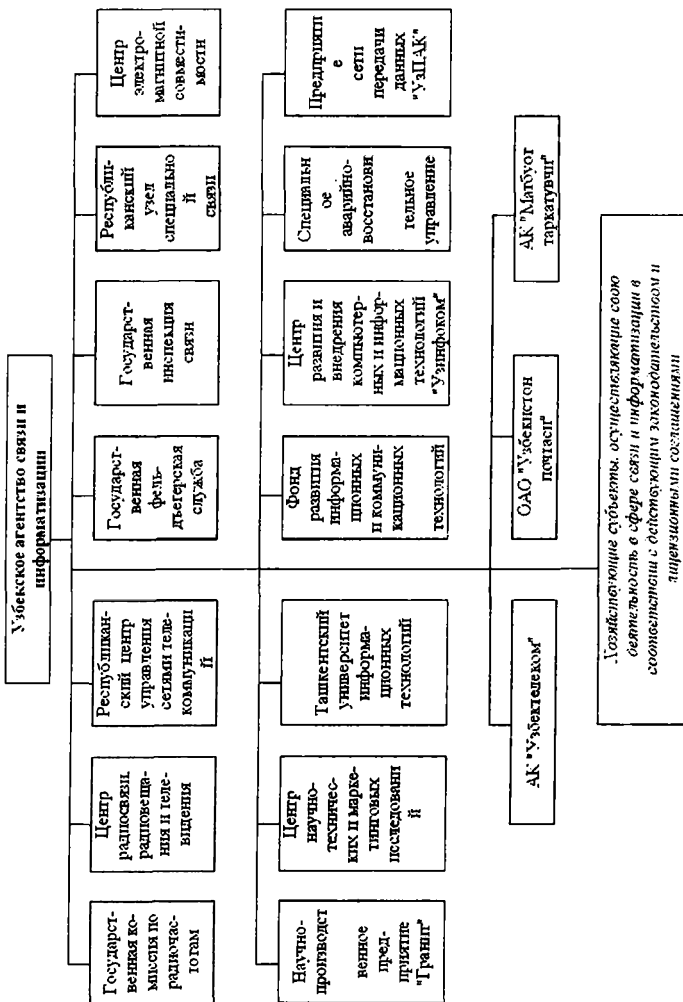 Узбекское агентство связи и
информатизации
Государст-
венная ко-
миссия по
радиочас-
тотам
Центр
радиосвязи,
радиовеща-
ния и теле-
видения
Республикан-
ский центр
управления
сетями теле-
коммуникаци
й
Государст-
венная
фель-
дъегерская
служба
Государст-
венная
инспекция
связи
Республи-
канский
узел
специально
й
связи
Центр
электро-
магнитной
совмести-
мости
Научно-
производст
венное
пред-
приятие
"Гранит"
Центр
научно-
техничес-
ких и марке-
тинговых
исследовани
й
Ташкентский
университет
информа-
ционных
технологий
Фонд
развития
информа-
ционных
и коммуни-
кационных
технологий
Центр
развития и
внедрения
компьютер-
ных и инфор-
мационных
технологий
"Узинфоком"
Специальн
ое
аварийно-
восстанови
тельное
управление
Предприяти
е
сети
передачи
данных
"УзПАК"
АК "Узбектелеком"
ОАО "Узбекистон
почтаси"
АК "Матбуот
таркатувчи"
Хозяйствующие субъекты, осуществляющие свою
деятельность в сфере связи и информатизации в
соответствии с действующим законодательством и
лицензионными соглашениями